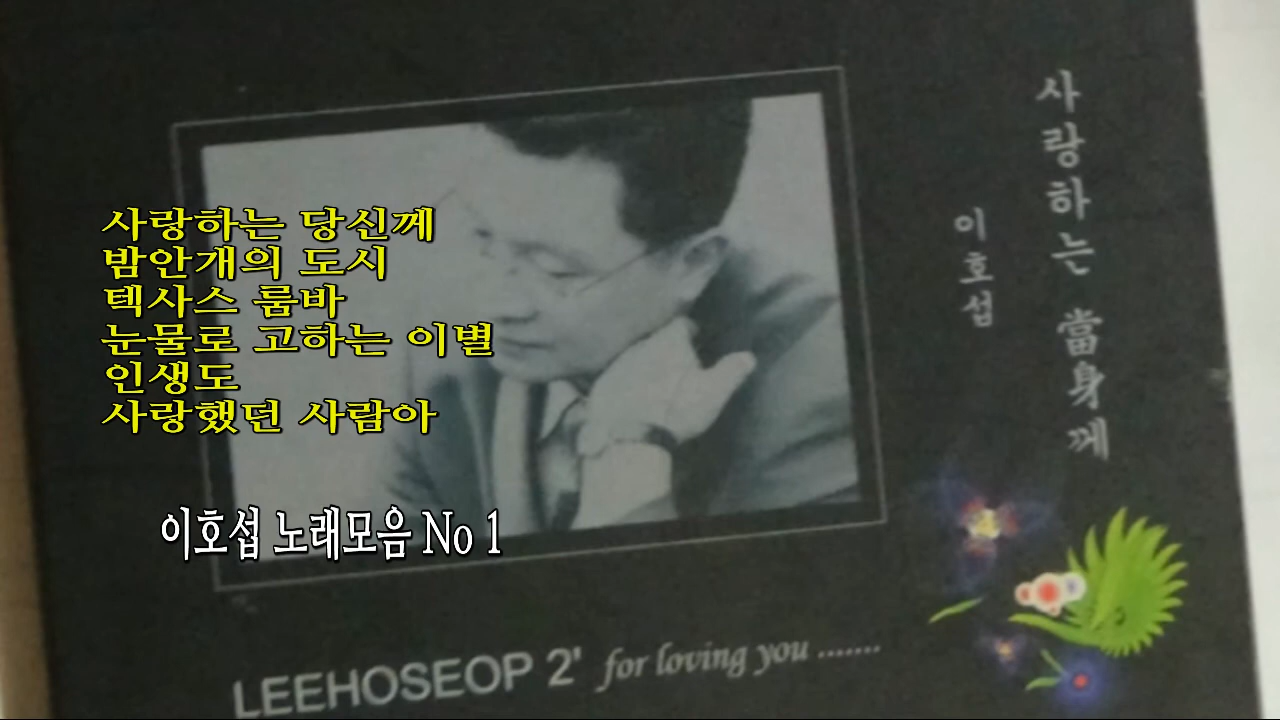 사랑하는 當身께
이호섭
사랑하는 당신께
밤안개의 도시
텍사스 룸바
눈물로 고하는 이별
인생도
사랑했던 사람아
이호섭 노래모음 No 1
LEEHOSEOP 2' for loving you .......